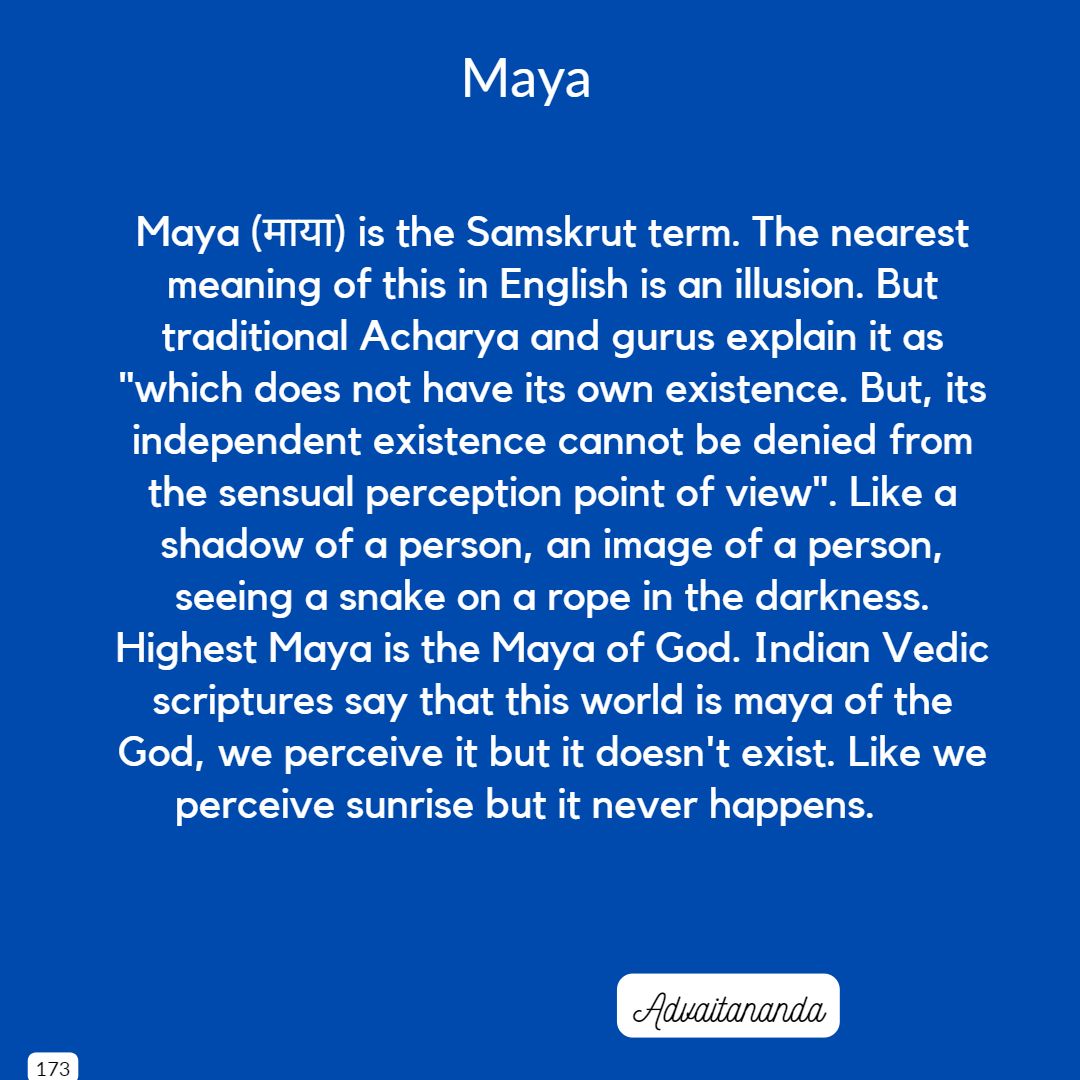 Maya
Maya (माया) is the Samskrut term. The nearest
meaning of this in English is an illusion. But
traditional Acharya and gurus explain it as
"which does not have its own existence. But, its
independent existence cannot be denied from
the sensual perception point of view". Like a
shadow of a person, an image of a person,
seeing a snake on a rope in the darkness.
Highest Maya is the Maya of God. Indian Vedic
scriptures say that this world is maya of the
God, we perceive it but it doesn't exist. Like we
perceive sunrise but it never happens.
Advaitananda
173